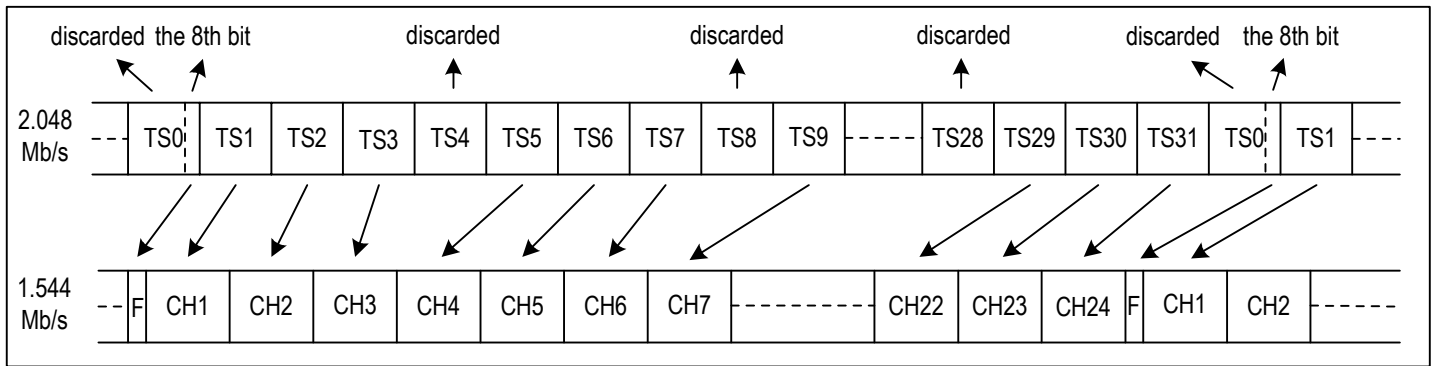 discarded the 8th bit discarded discarded discarded discarded the 8th bit
2.048 Mb/s TS0 TS1 TS2 TS3 TS4 TS5 TS6 TS7 TS8 TS9 TS28 TS29 TS30 TS31 TS0 TS1
1.544 Mb/s F CH1 CH2 CH3 CH4 CH5 CH6 CH7 CH22 CH23 CH24 F CH1 CH2